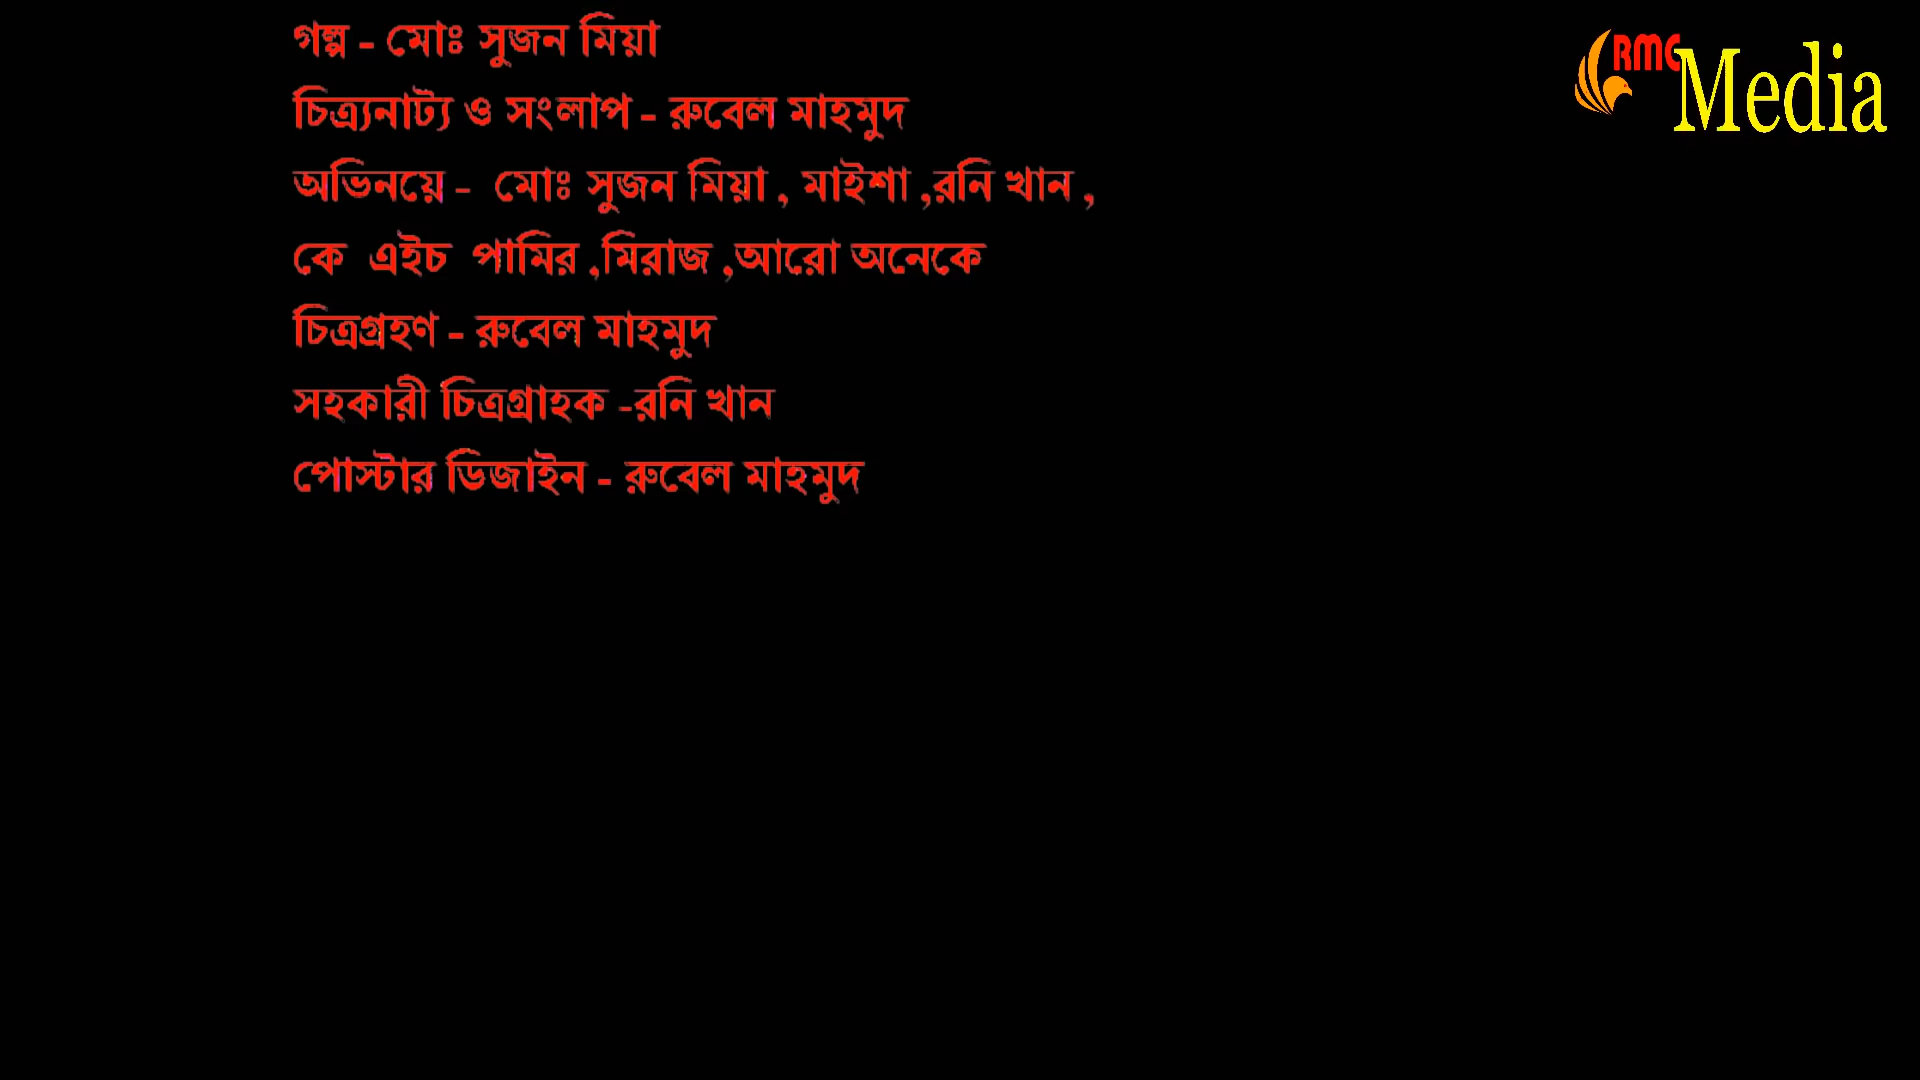 গল্প - মোঃ সুজন মিয়া
চিত্র্যনাট্য ও সংলাপ - রুবেল মাহমুদ
অভিনয়ে -  মোঃ সুজন মিয়া , মাইশা ,রনি খান ,
কে  এইচ  পামির ,মিরাজ ,আরো অনেকে
চিত্রগ্রহণ - রুবেল মাহমুদ
সহকারী চিত্রগ্রাহক -রনি খান
পোস্টার ডিজাইন - রুবেল মাহমুদ
RMC Media